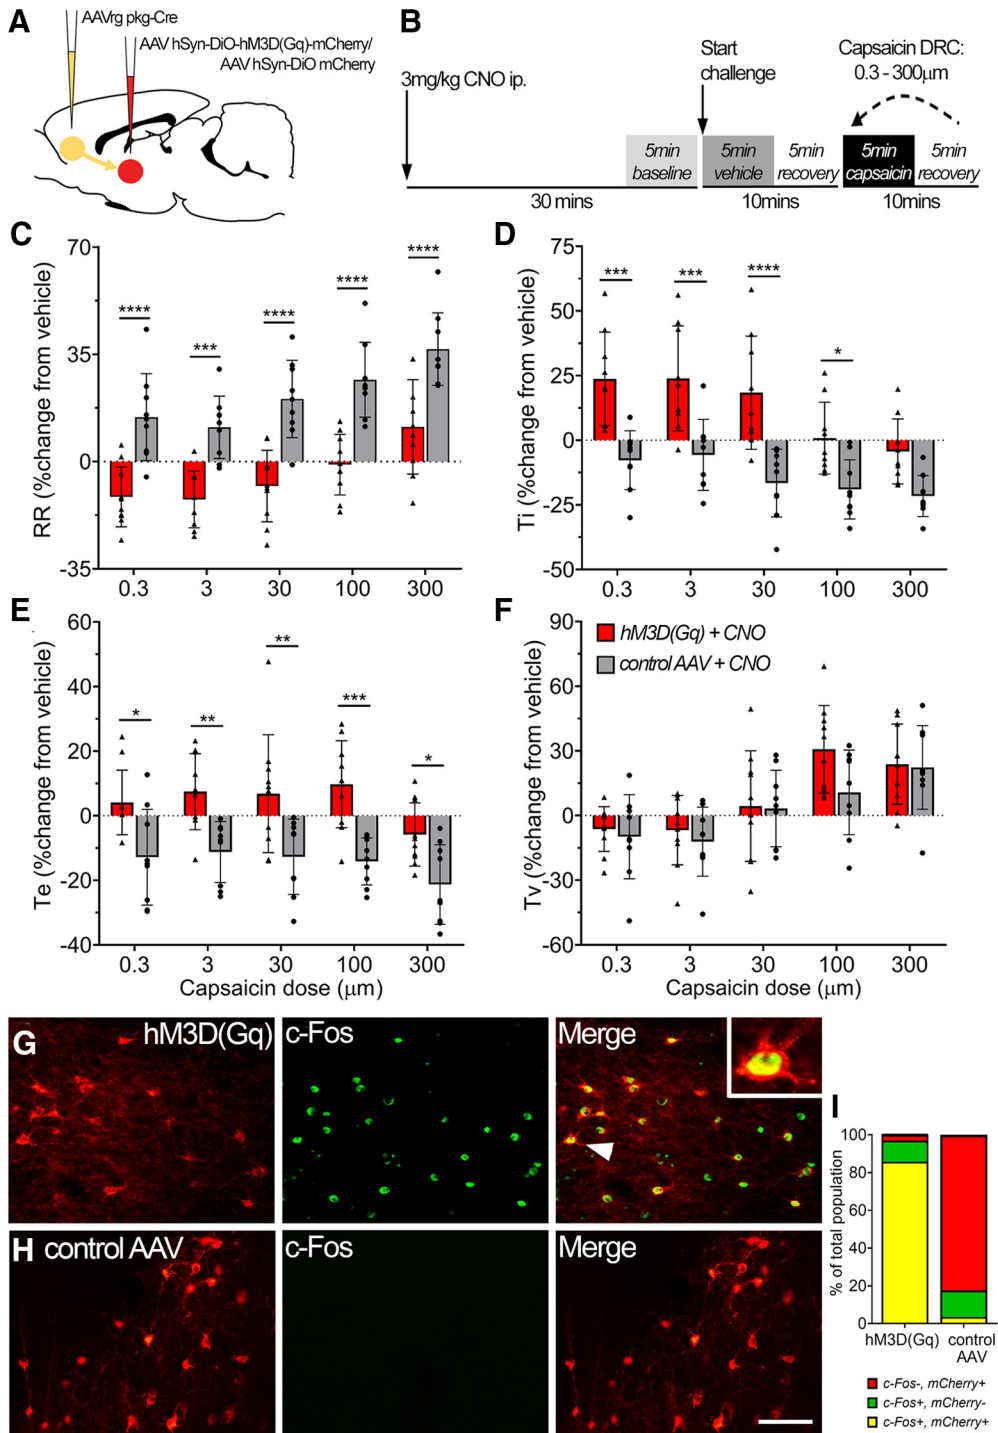 A
AAVrg pkg-Cre
AAV hSyn-DiO-hM3D(Gq)-mCherry/
AAV hSyn-DiO mCherry
B
3mg/kg CNO ip.
Start
challenge
Capsaicin DRC:
0.3 - 300µm
5min
baseline
5min
vehicle
5min
recovery
5min
capsaicin
5min
recovery
30 mins
10mins
10mins
C
RR (%change from vehicle)
70
35
0
-35
****
***
****
****
****
0.3
3
30
100
300
D
Ti (%change from vehicle)
75
50
25
0
-25
-50
***
***
****
*
0.3
3
30
100
300
E
Te (%change from vehicle)
60
40
20
0
-20
-40
*
**
**
***
*
0.3
3
30
100
300
Capsaicin dose (µm)
F
Tv (%change from vehicle)
90
60
30
0
-30
-60
hM3D(Gq) + CNO
control AAV + CNO
0.3
3
30
100
300
Capsaicin dose (µm)
G
hM3D(Gq)
c-Fos
Merge
H
control AAV
c-Fos
Merge
I
% of total population
100
80
60
40
20
0
hM3D(Gq)
control
AAV
c-Fos-, mCherry+
c-Fos+, mCherry-
c-Fos+, mCherry+